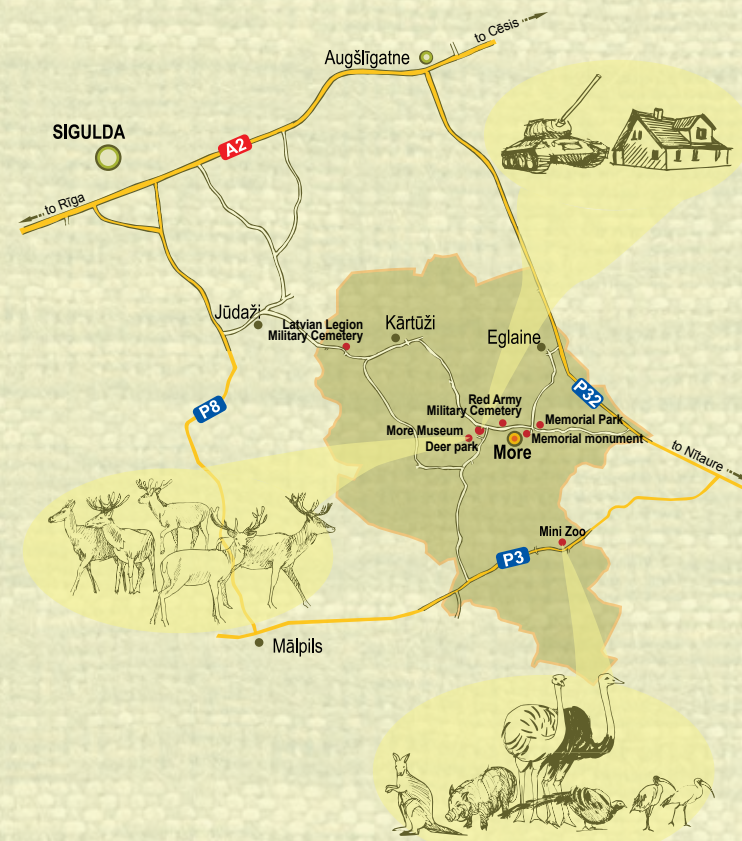 to Cēsis
Augšlīgatne
SIGULDA
A2
to Rīga
Jūdaži
Latvian Legion
Military Cemetery
Kārtūži
Eglaine
P8
P32
Red Army
Military Cemetery
Memorial Park
More Museum
Memorial monument
Deer park
More
to Nītaure
Mini Zoo
P3
Mālpils